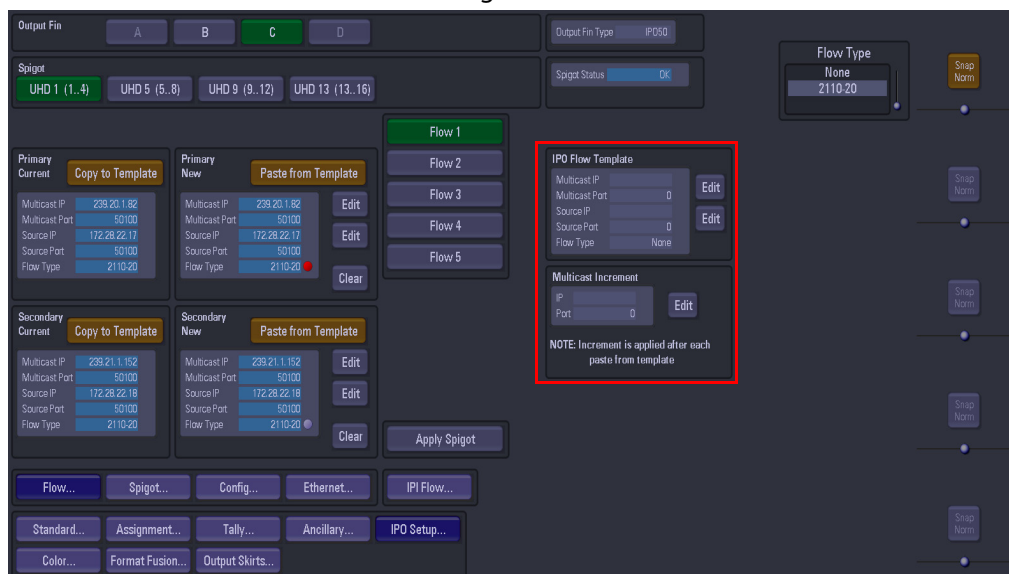 Output Fin
A
B
C
D
Output Fin Type IPO50
Flow Type
None
2110-20
Snap
Norm
Spigot
UHD 1 (1..4)
UHD 5 (5..8)
UHD 9 (9..12)
UHD 13 (13..16)
Spigot Status OK
Flow 1
Flow 2
Flow 3
Flow 4
Flow 5
Primary
Current
Copy to Template
Multicast IP 239.20.1.82
Multicast Port 50100
Source IP 172.28.22.17
Source Port 50100
Flow Type 2110-20
Primary
New
Paste from Template
Multicast IP 239.20.1.82
Multicast Port 50100
Source IP 172.28.22.17
Source Port 50100
Flow Type 2110-20
Edit
Edit
Clear
IPO Flow Template
Multicast IP
Multicast Port 0
Source IP
Source Port 0
Flow Type None
Edit
Edit
Snap
Norm
Multicast Increment
IP
Port 0
Edit
NOTE: Increment is applied after each
paste from template
Snap
Norm
Secondary
Current
Copy to Template
Multicast IP 239.21.1.152
Multicast Port 50100
Source IP 172.28.22.18
Source Port 50100
Flow Type 2110-20
Secondary
New
Paste from Template
Multicast IP 239.21.1.152
Multicast Port 50100
Source IP 172.28.22.18
Source Port 50100
Flow Type 2110-20
Edit
Edit
Clear
Apply Spigot
Snap
Norm
Flow...
Spigot...
Config...
Ethernet...
IPI Flow...
Standard...
Assignment...
Tally...
Ancillary...
IPO Setup...
Snap
Norm
Color...
Format Fusion...
Output Skirts...